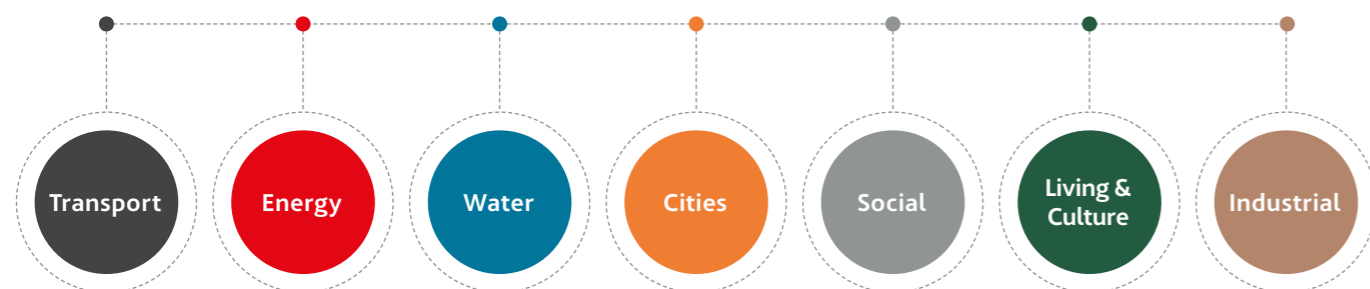 Transport
Energy
Water
Cities
Social
Living &
Culture
Industrial